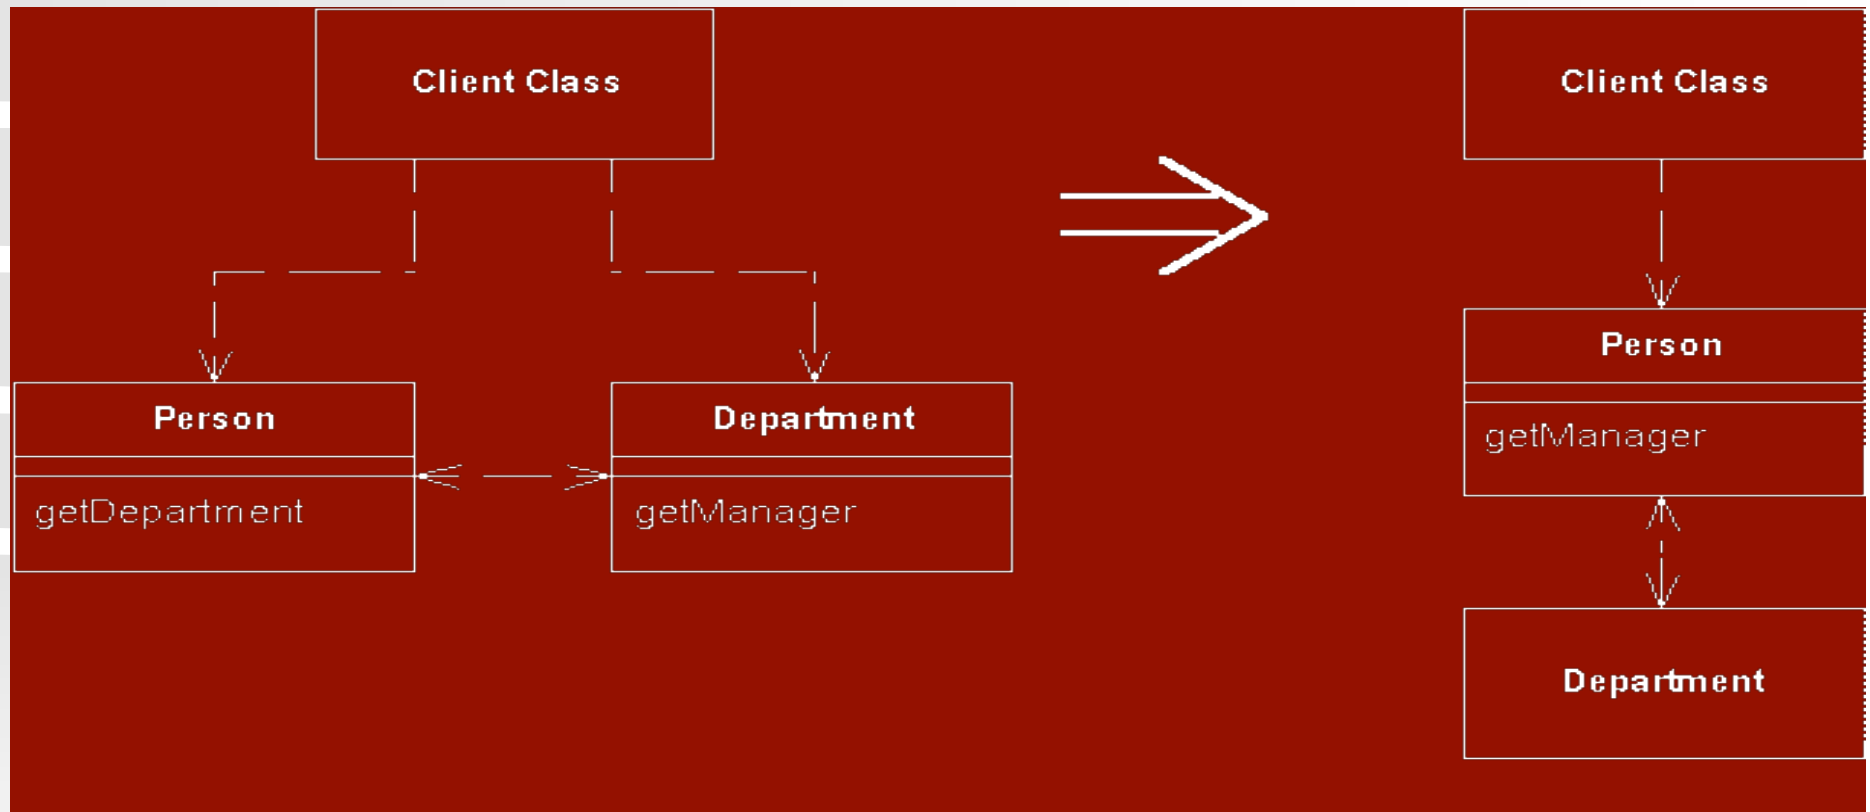 Client Class
Person
getDepartment
Department
getManager
Client Class
Person
getManager
Department